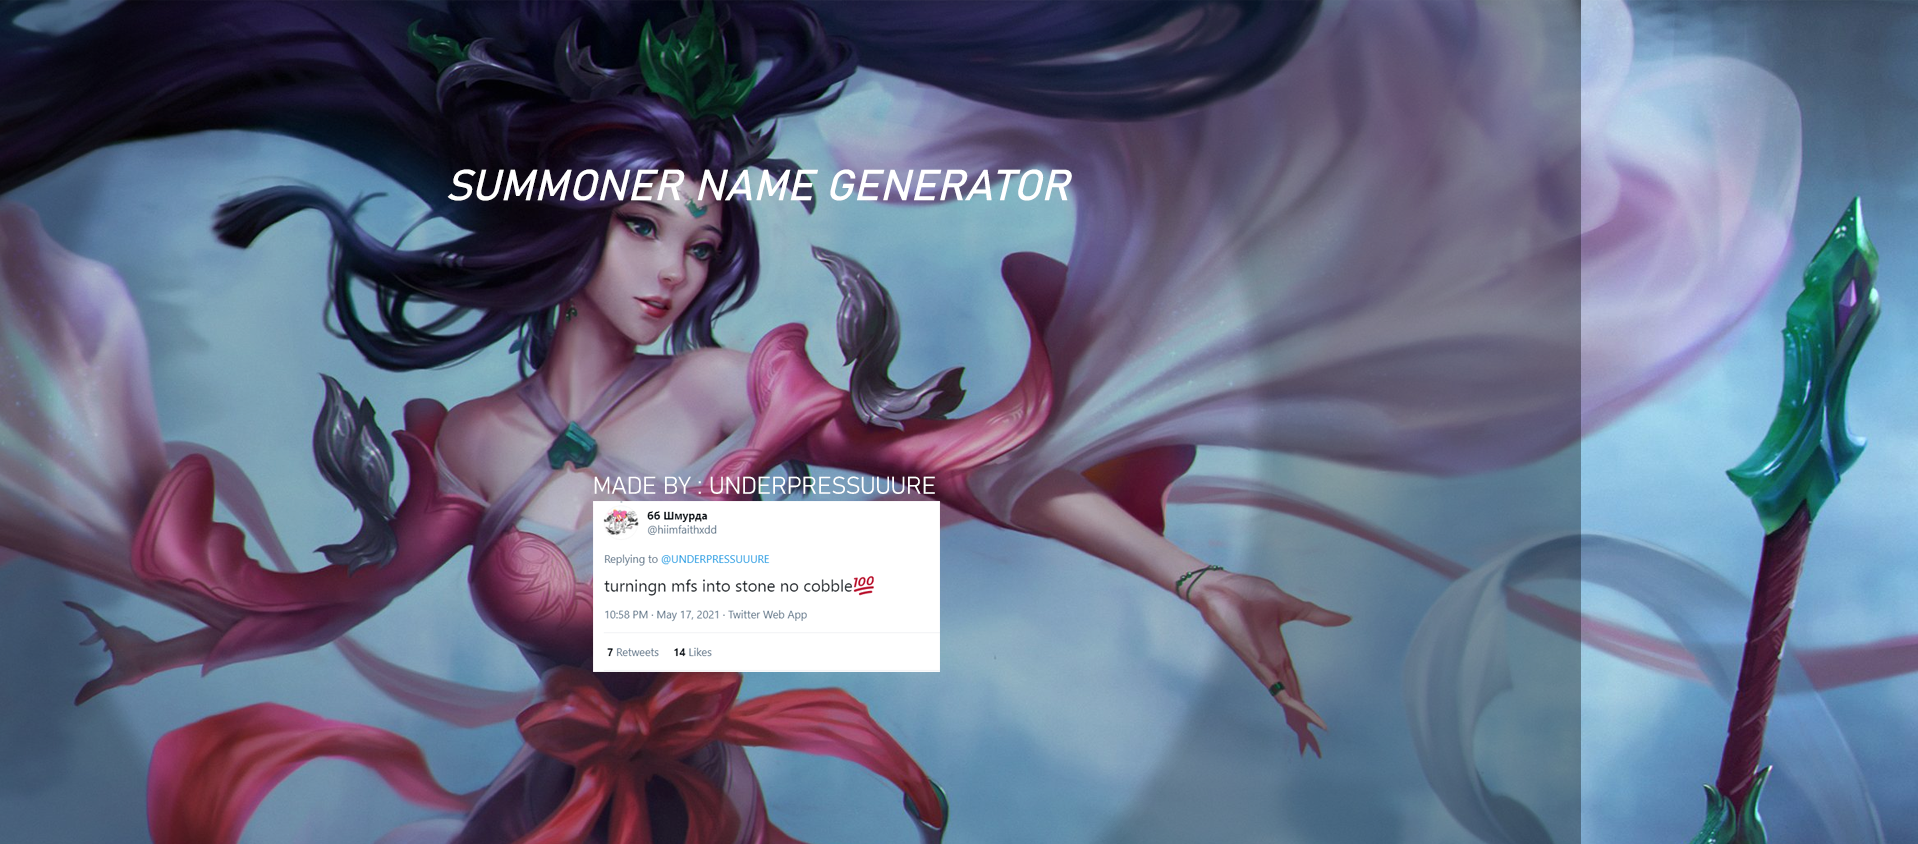 SUMMONER NAME GENERATOR
MADE BY : UNDERPRESSUUURE
66 Шмурда
@hiimfaithxdd
Replying to @UNDERPRESSUUURE
turningn mfs into stone no cobble💯
10:58 PM · May 17, 2021 · Twitter Web App
7 Retweets 14 Likes